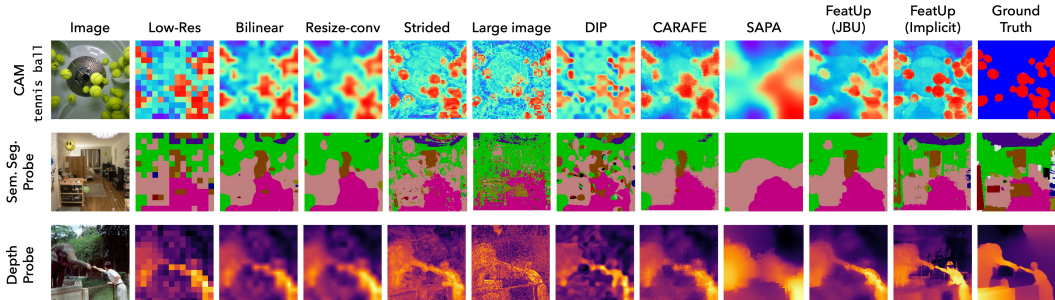 Image Low-Res Bilinear Resize-conv Strided Large image DIP CARAFE SAPA FeatUp (JBU) FeatUp (Implicit) Ground Truth
CAM
tennis ball
Sem. Seg.
Probe
Depth
Probe